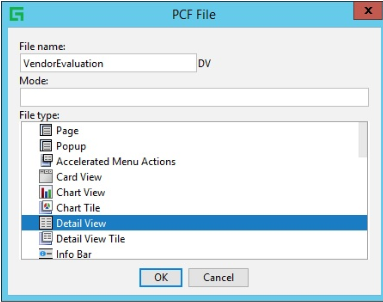 PCF File
x
File name:
VendorEvaluation DV
Mode:
File type:
Page
Popup
Accelerated Menu Actions
Card View
Chart View
Chart Tile
Detail View
Detail View Tile
Info Bar
OK Cancel